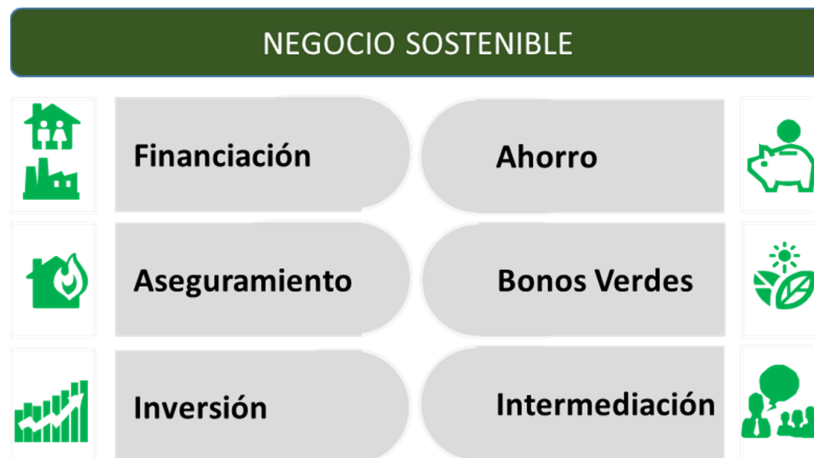 NEGOCIO SOSTENIBLE
Financiación
Ahorro
Aseguramiento
Bonos Verdes
Inversión
Intermediación